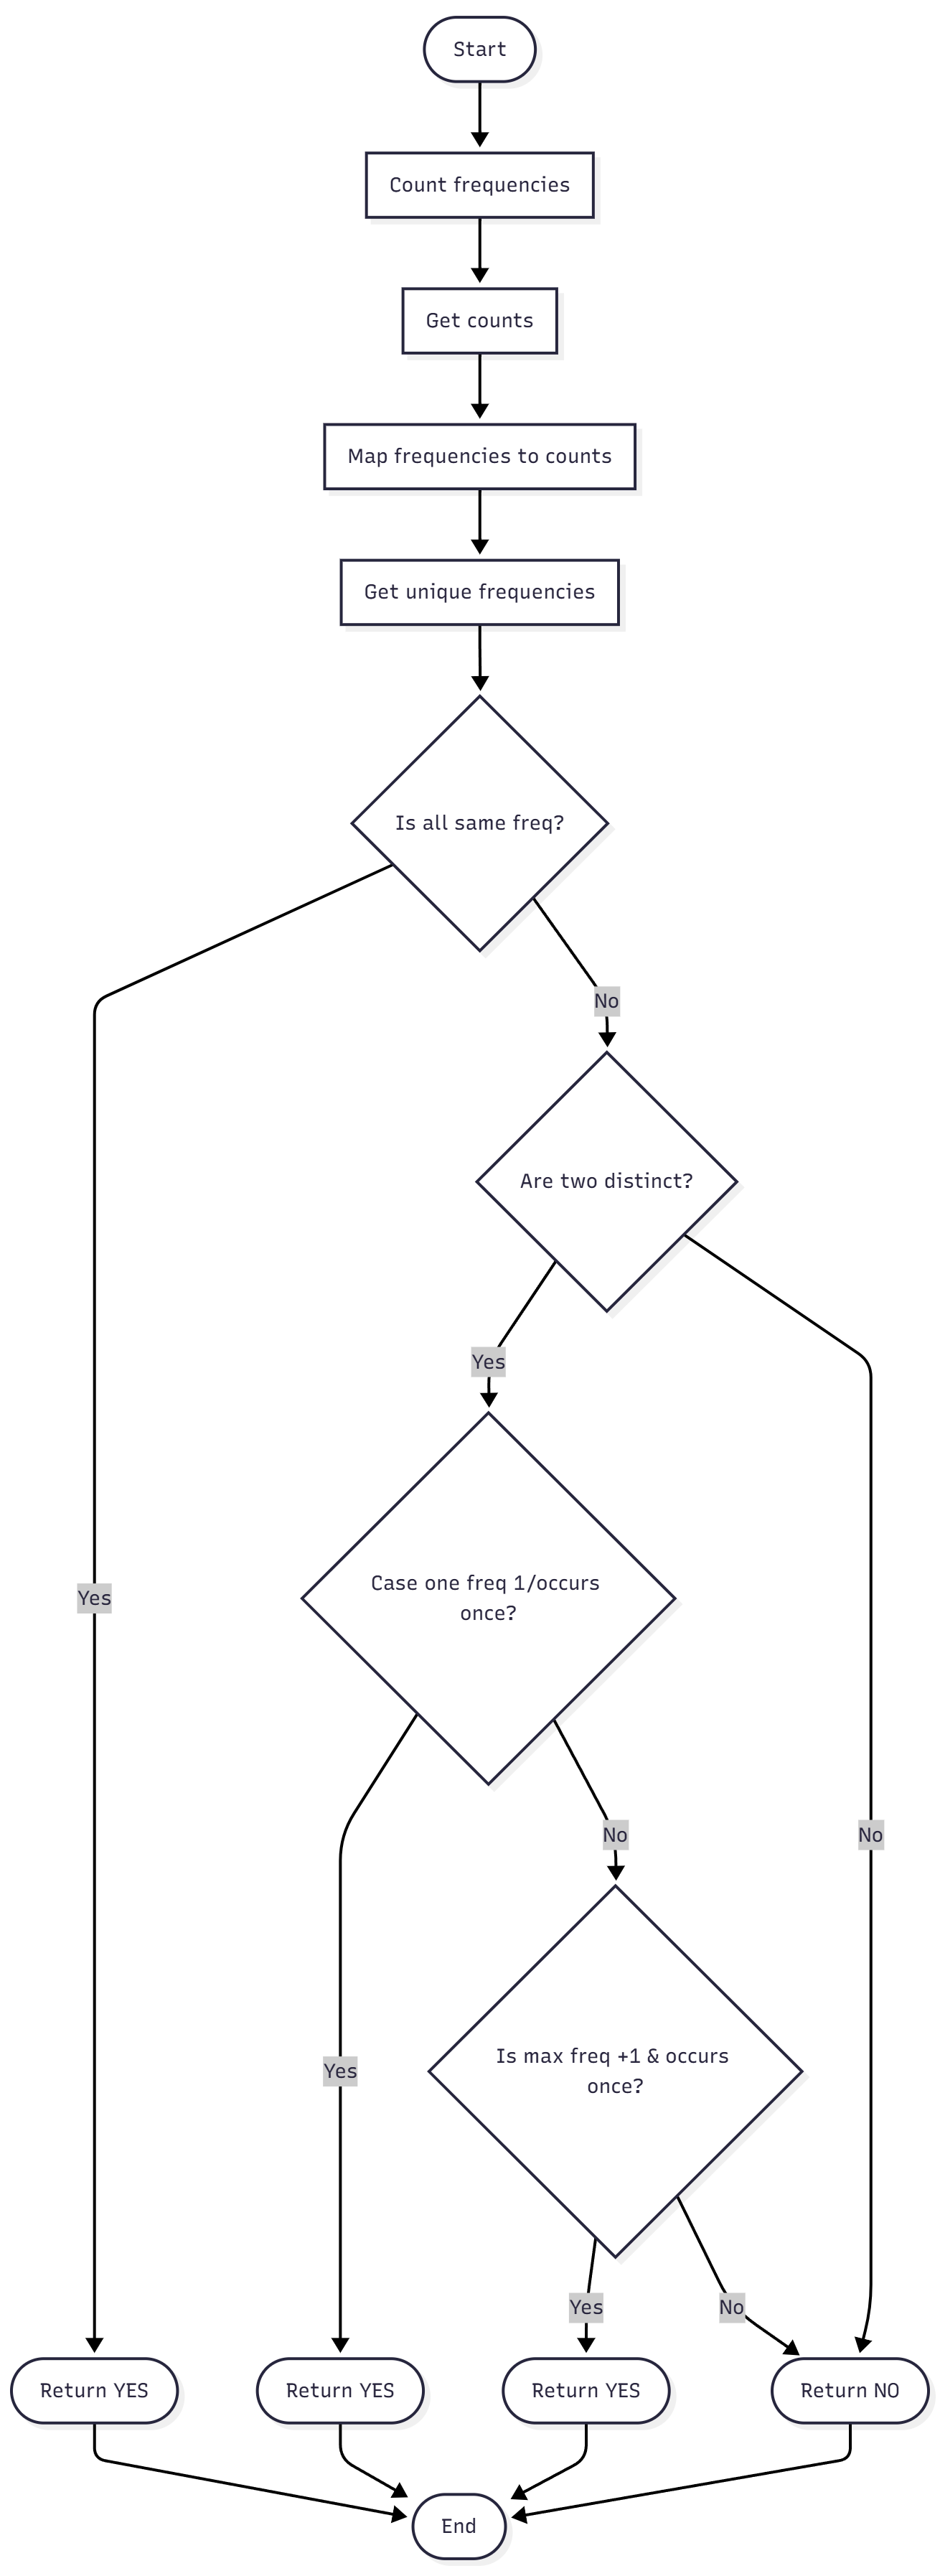 Start
Count frequencies
Get counts
Map frequencies to counts
Get unique frequencies
Is all same freq?
No
Are two distinct?
Yes
Case one freq 1/occurs
once?
Yes
No
No
Is max freq +1 & occurs
once?
Yes
Yes
No
Return YES
Return YES
Return YES
Return NO
End